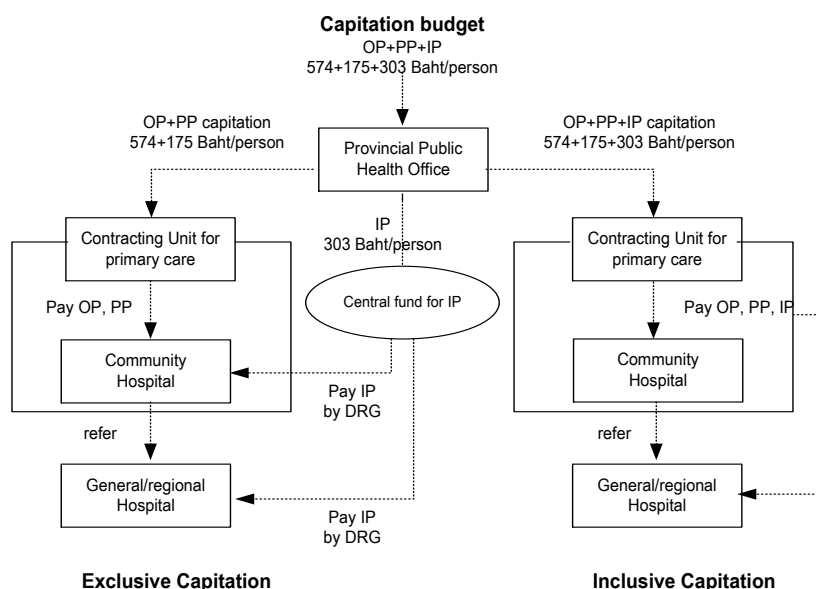 Capitation budget
OP+PP+IP
574+175+303 Baht/person
OP+PP capitation
574+175 Baht/person
OP+PP+IP capitation
574+175+303 Baht/person
Provincial Public
Health Office
IP
303 Baht/person
Contracting Unit for
primary care
Contracting Unit for
primary care
Central fund for IP
Pay OP, PP
Pay OP, PP, IP
Community
Hospital
Community
Hospital
Pay IP
by DRG
refer
refer
General/regional
Hospital
General/regional
Hospital
Pay IP
by DRG
Exclusive Capitation
Inclusive Capitation